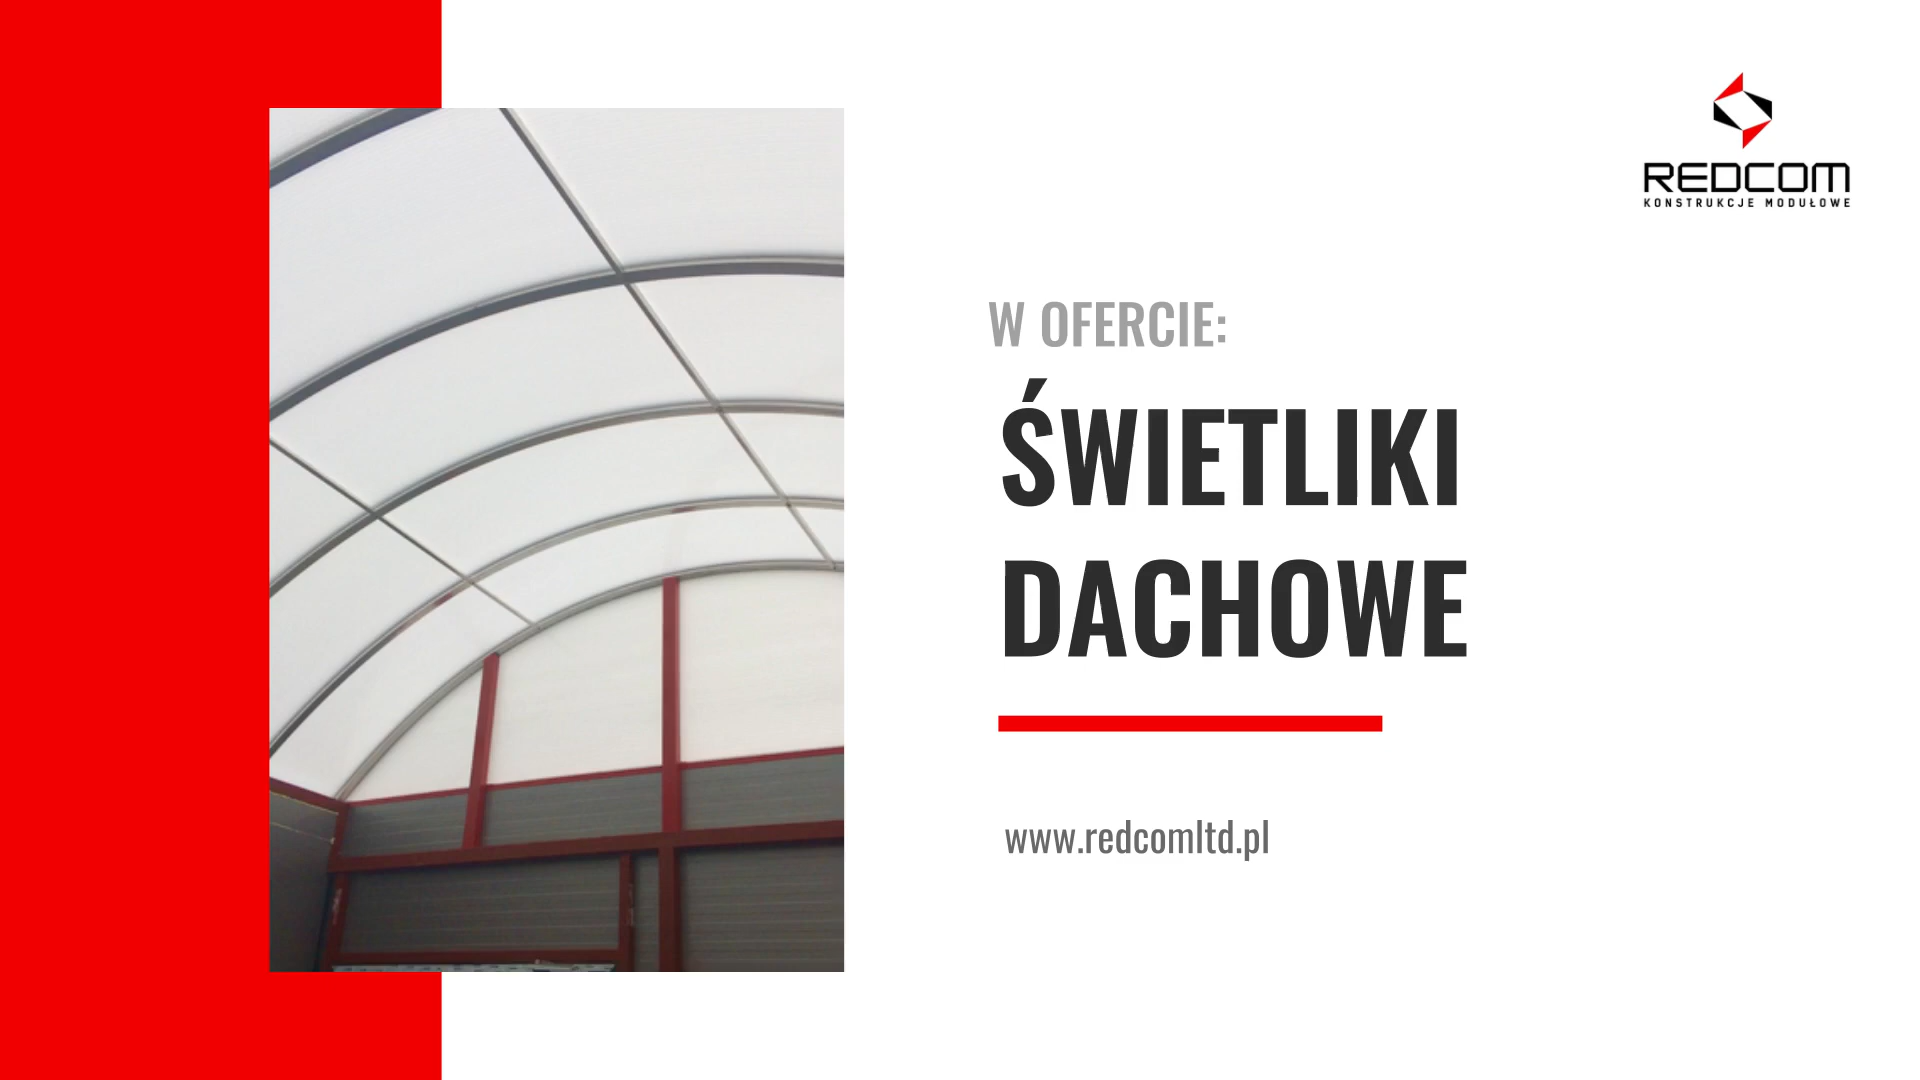 REDCOM
KONSTRUKCJE MODUŁOWE
W OFERCIE:
ŚWIETLIKI
DACHOWE
www.redcomltd.pl